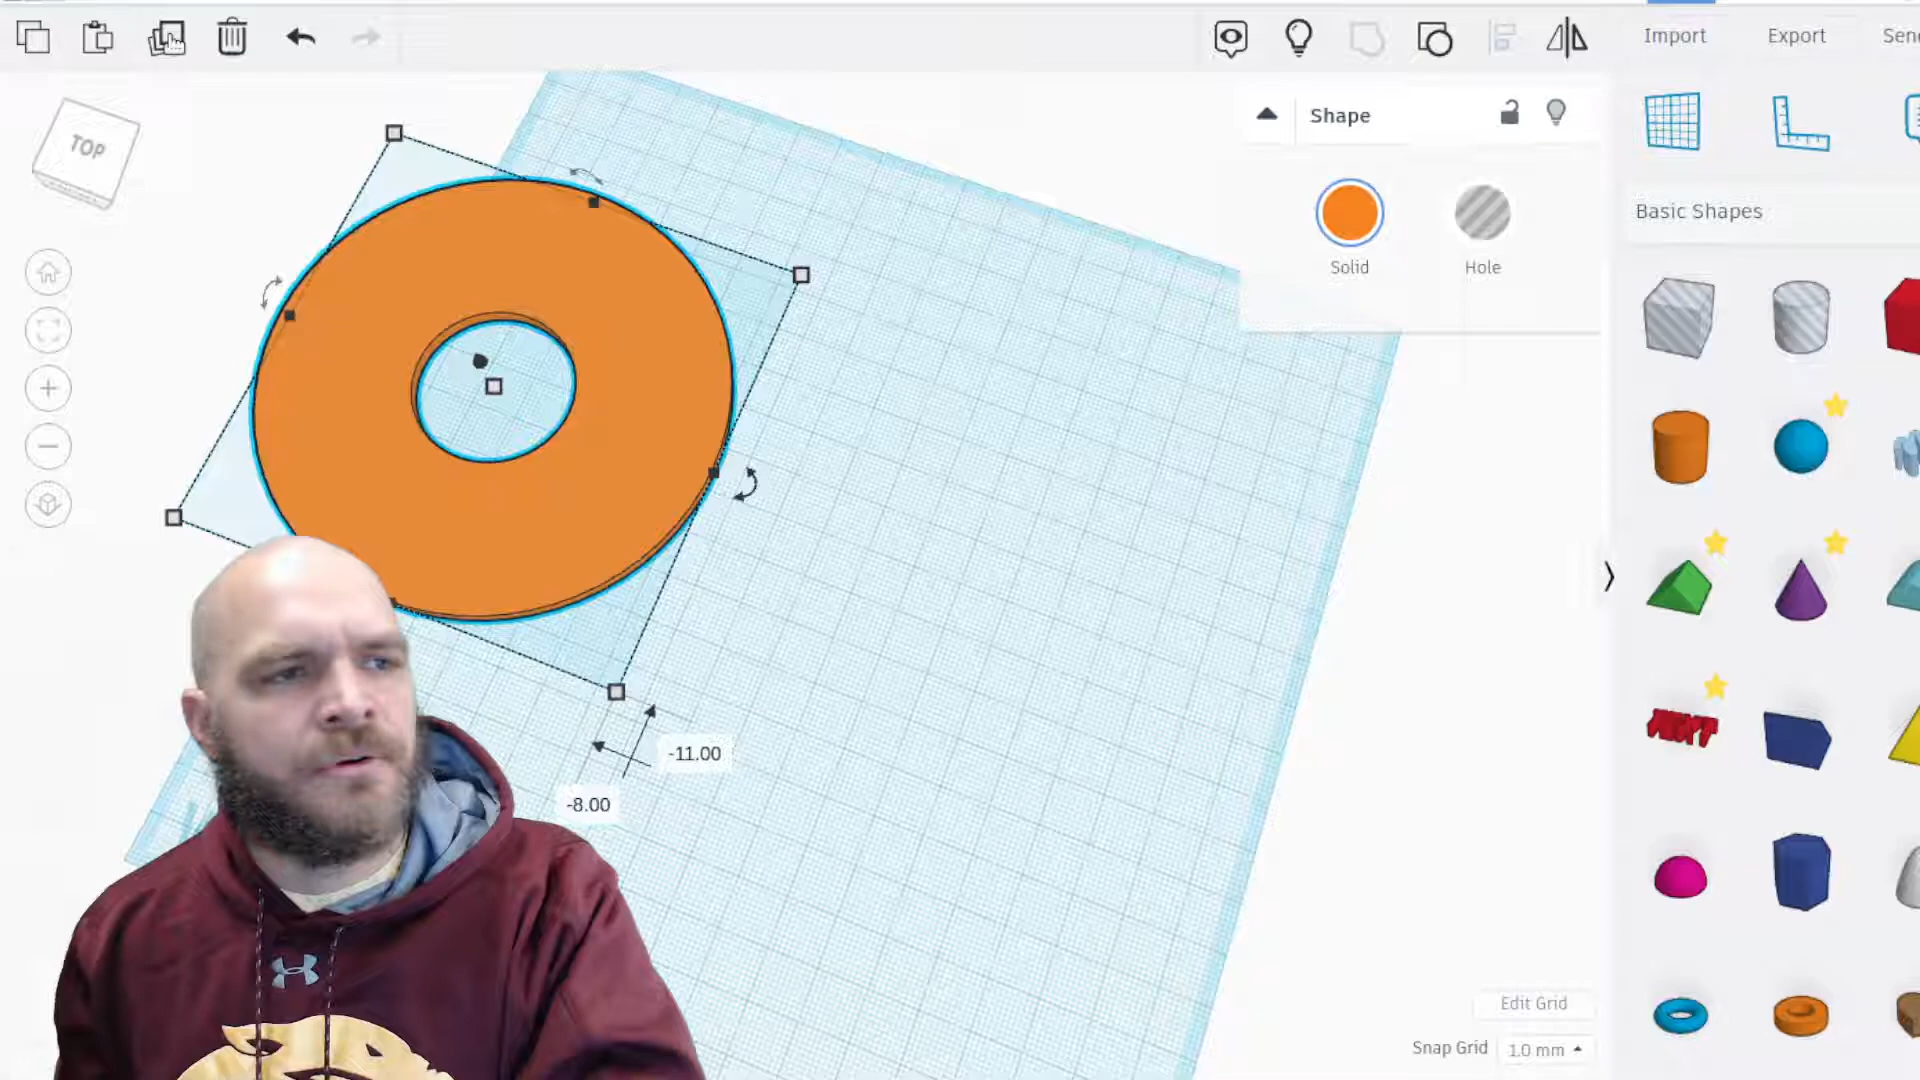 Import
Export
Sen
TOP
Shape
Solid
Hole
Basic Shapes
TEXT
-11.00
-8.00
Edit Grid
Snap Grid
1.0 mm